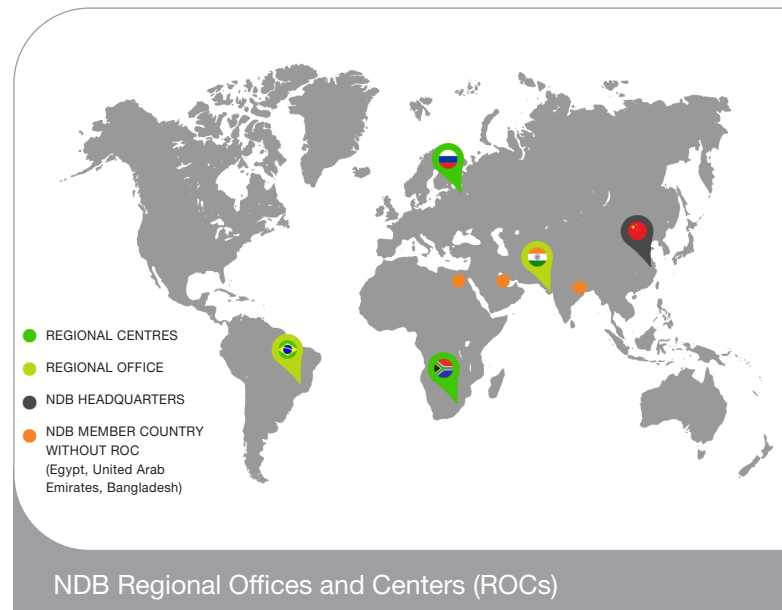 REGIONAL CENTRES
REGIONAL OFFICE
NDB HEADQUARTERS
NDB MEMBER COUNTRY
WITHOUT ROC
(Egypt, United Arab
Emirates, Bangladesh)
NDB Regional Offices and Centers (ROCs)